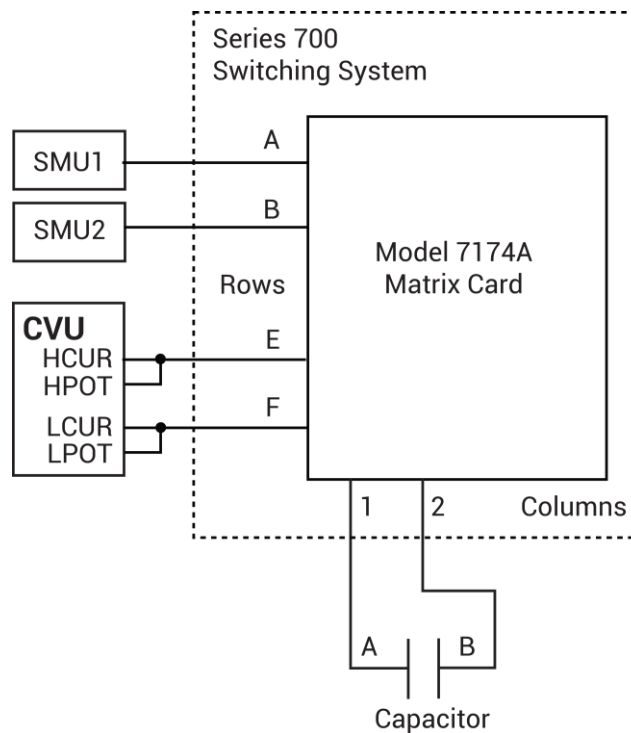 Series 700
Switching System
SMU1
A
SMU2
B
Model 7174A
Matrix Card
Rows
CVU
HCUR
HPOT
E
LCUR
LPOT
F
1
2
Columns
A
B
Capacitor